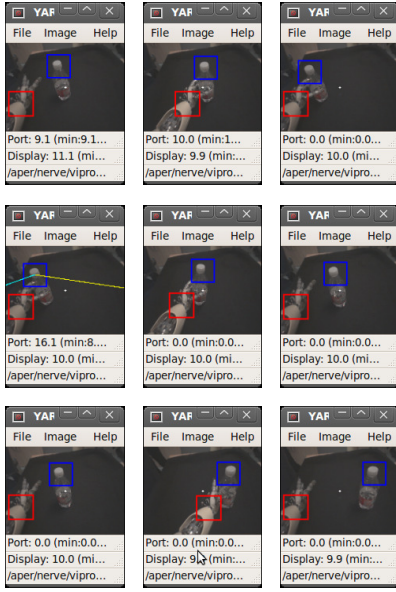 YAR
File Image Help
Port: 9.1 (min:9.1...
Display: 11.1 (mi...
/aper/nerve/vipro...
YAR
File Image Help
Port: 10.0 (min:1...
Display: 9.9 (min:...
/aper/nerve/vipro...
YAR
File Image Help
Port: 0.0 (min:0.0...
Display: 10.0 (mi...
/aper/nerve/vipro...
YAR
File Image Help
Port: 16.1 (min:8....
Display: 10.0 (mi...
/aper/nerve/vipro...
YAR
File Image Help
Port: 0.0 (min:0.0...
Display: 10.0 (mi...
/aper/nerve/vipro...
YAR
File Image Help
Port: 0.0 (min:0.0...
Display: 10.0 (mi...
/aper/nerve/vipro...
YAR
File Image Help
Port: 0.0 (min:0.0...
Display: 10.0 (mi...
/aper/nerve/vipro...
YAR
File Image Help
Port: 0.0 (min:0.0...
Display: (min:...
/aper/nerve/vipro...
YAR
File Image Help
Port: 0.0 (min:0.0...
Display: 9.9 (min:...
/aper/nerve/vipro...